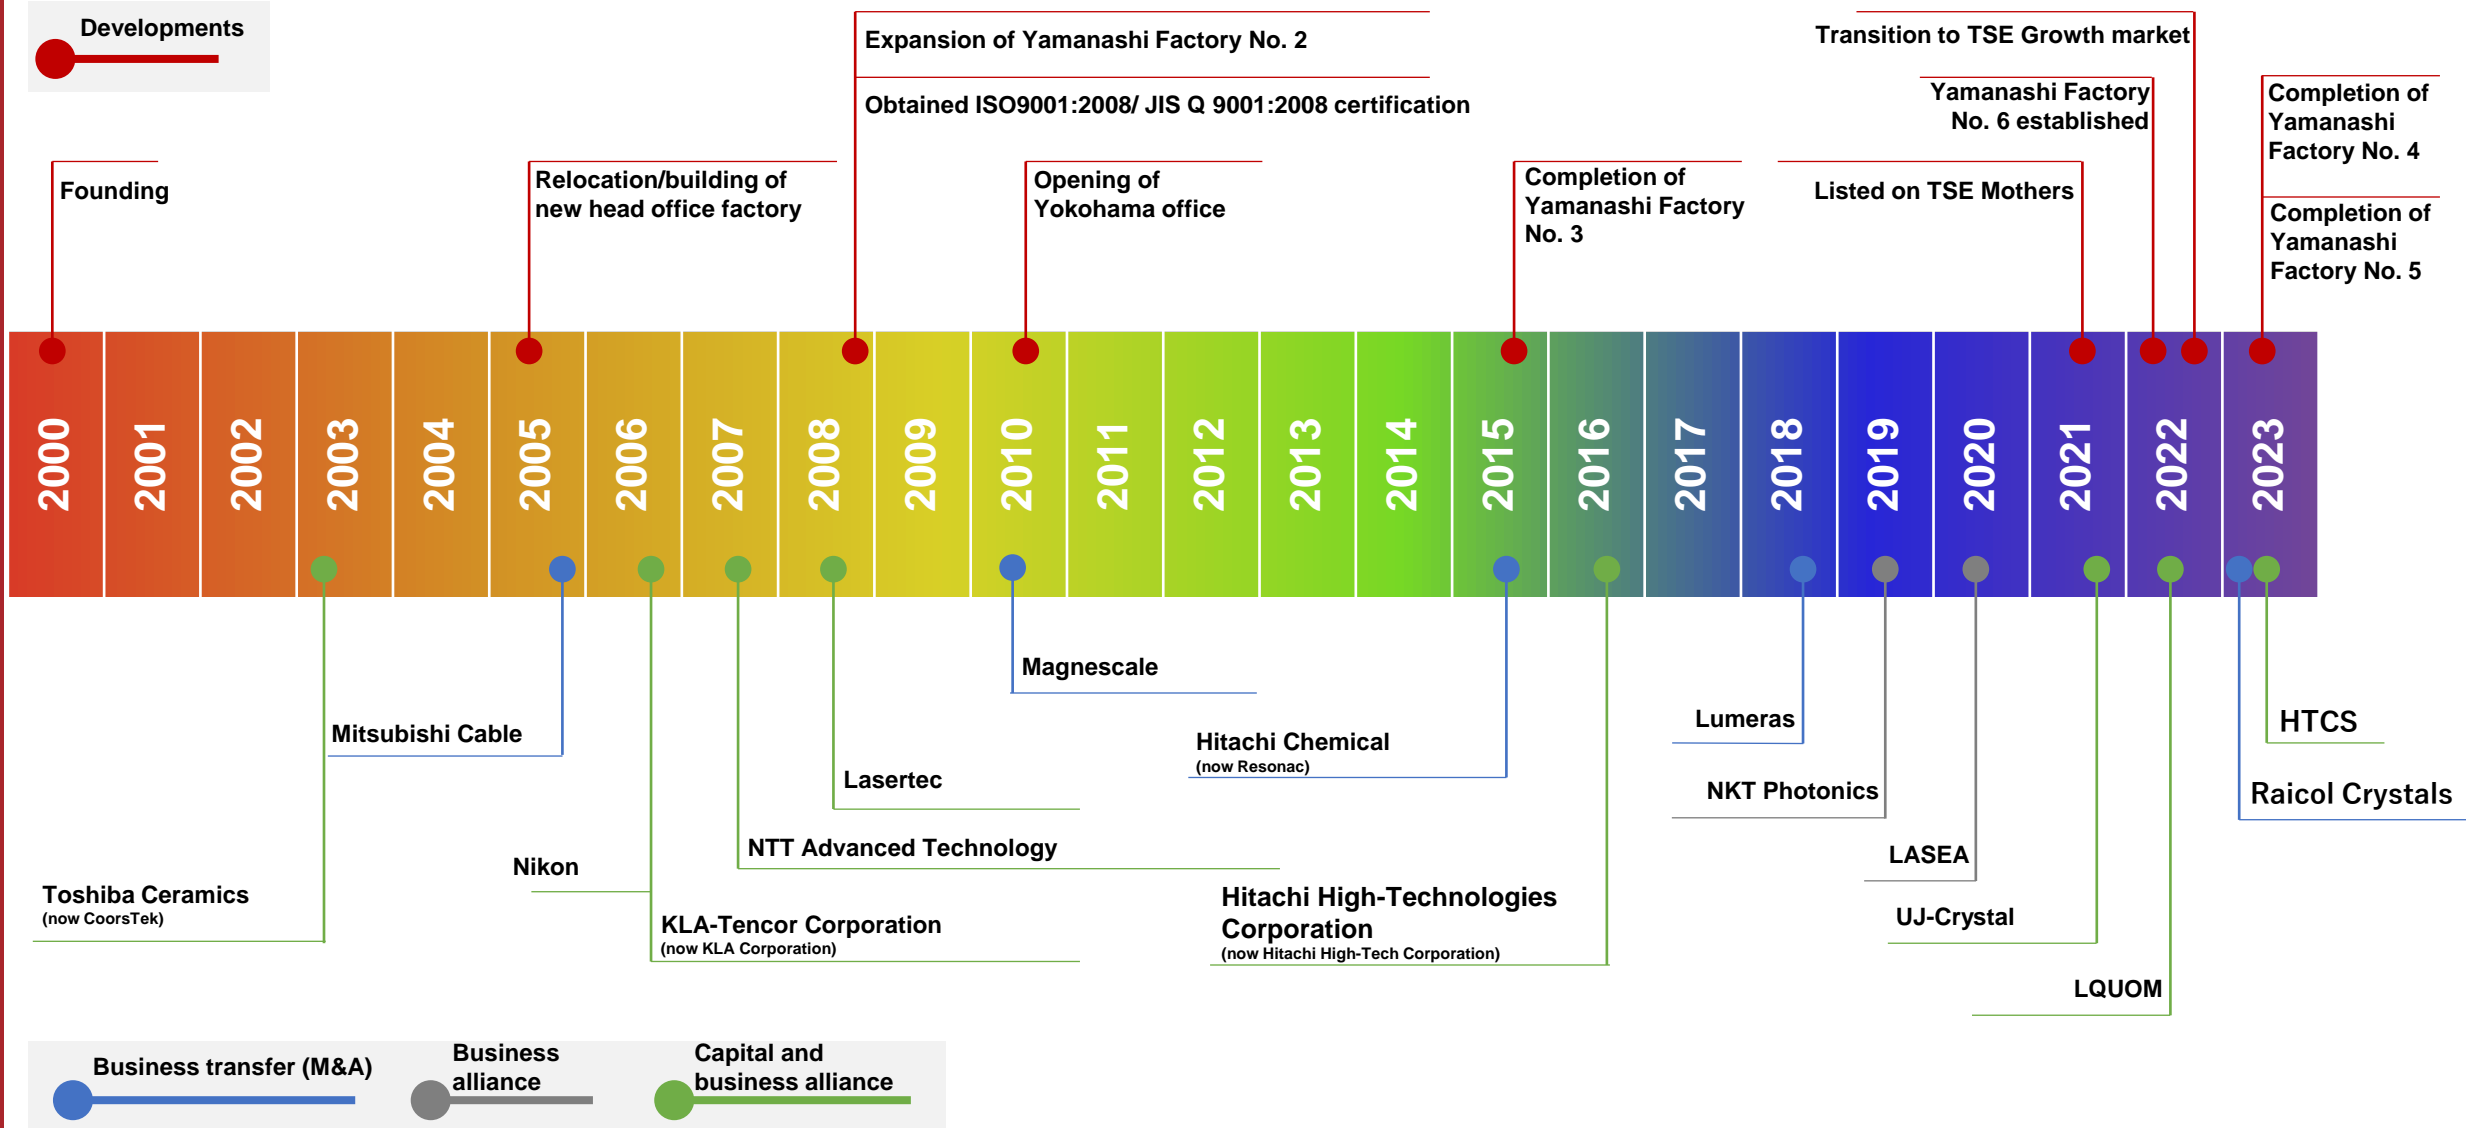 Developments
Expansion of Yamanashi Factory No. 2
Transition to TSE Growth market
Obtained ISO9001:2008/ JIS Q 9001:2008 certification
Yamanashi Factory
No. 6 established
Completion of
Yamanashi
Factory No. 4
Founding
Relocation/building of
new head office factory
Opening of
Yokohama office
Completion of
Yamanashi Factory
No. 3
Listed on TSE Mothers
Completion of
Yamanashi
Factory No. 5
2000
2001
2002
2003
2004
2005
2006
2007
2008
2009
2010
2011
2012
2013
2014
2015
2016
2017
2018
2019
2020
2021
2022
2023
Magnescale
Mitsubishi Cable
Lumeras
HTCS
Hitachi Chemical
(now Resonac)
Lasertec
NKT Photonics
Raicol Crystals
NTT Advanced Technology
LASEA
Nikon
Toshiba Ceramics
(now CoorsTek)
Hitachi High-Technologies
Corporation
(now Hitachi High-Tech Corporation)
KLA-Tencor Corporation
(now KLA Corporation)
UJ-Crystal
LQUOM
Business transfer (M&A)
Business
alliance
Capital and
business alliance